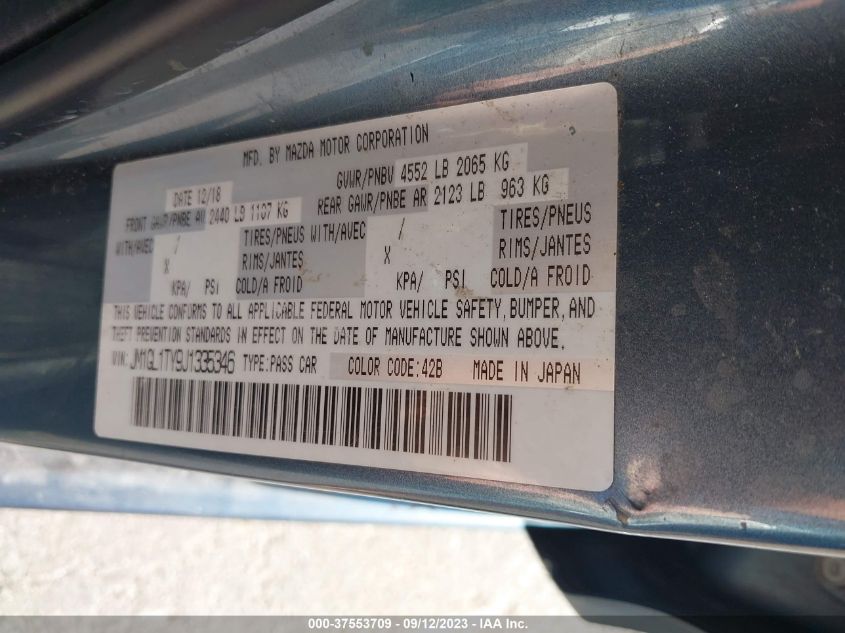 MFD. BY MAZDA MOTOR CORPORATION
DATE 12/18 GVWR/PNBV 4552 LB 2065 KG
FRONT GAWR/PNBE AV 2440 LB 1107 KG REAR GAWR/PNBE AR 2123 LB 963 KG
WITH/AVEC / TIRES/PNEUS WITH/AVEC / TIRES/PNEUS
X RIMS/JANTES X RIMS/JANTES
KPA/ PSI COLD/A FROID KPA/ PSI COLD/A FROID
THIS VEHICLE CONFORMS TO ALL APPLICABLE FEDERAL MOTOR VEHICLE SAFETY, BUMPER, AND
THEFT PREVENTION STANDARDS IN EFFECT ON THE DATE OF MANUFACTURE SHOWN ABOVE.
VIN: JM1GL1TY9J1335346 TYPE:PASS CAR COLOR CODE:42B MADE IN JAPAN
000-37553709 - 09/12/2023 - IAA Inc.